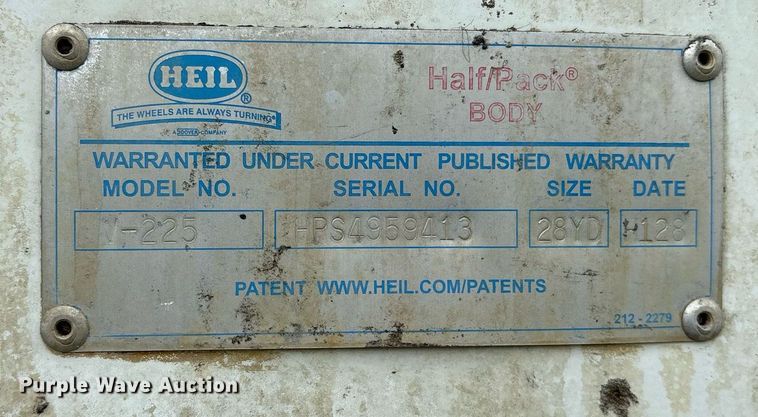 HEIL®
THE WHEELS ARE ALWAYS TURNING®
A DOVER COMPANY
Half/Pack®
BODY
WARRANTED UNDER CURRENT PUBLISHED WARRANTY
MODEL NO. SERIAL NO. SIZE DATE
V-225 HPS4959413 28YD 128
PATENT WWW.HEIL.COM/PATENTS
212 - 2279
Purple Wave Auction